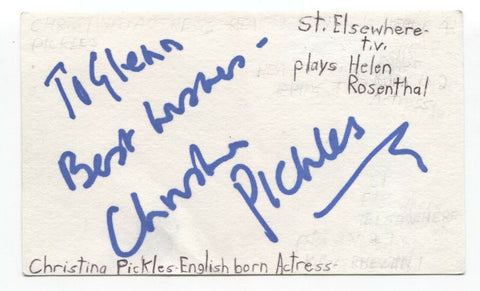 St. Elsewhere-
t.v.
plays Helen
Rosenthal
To Glenn
Best Wishes-
Christina
Pickles
Christina Pickles-English born Actress-